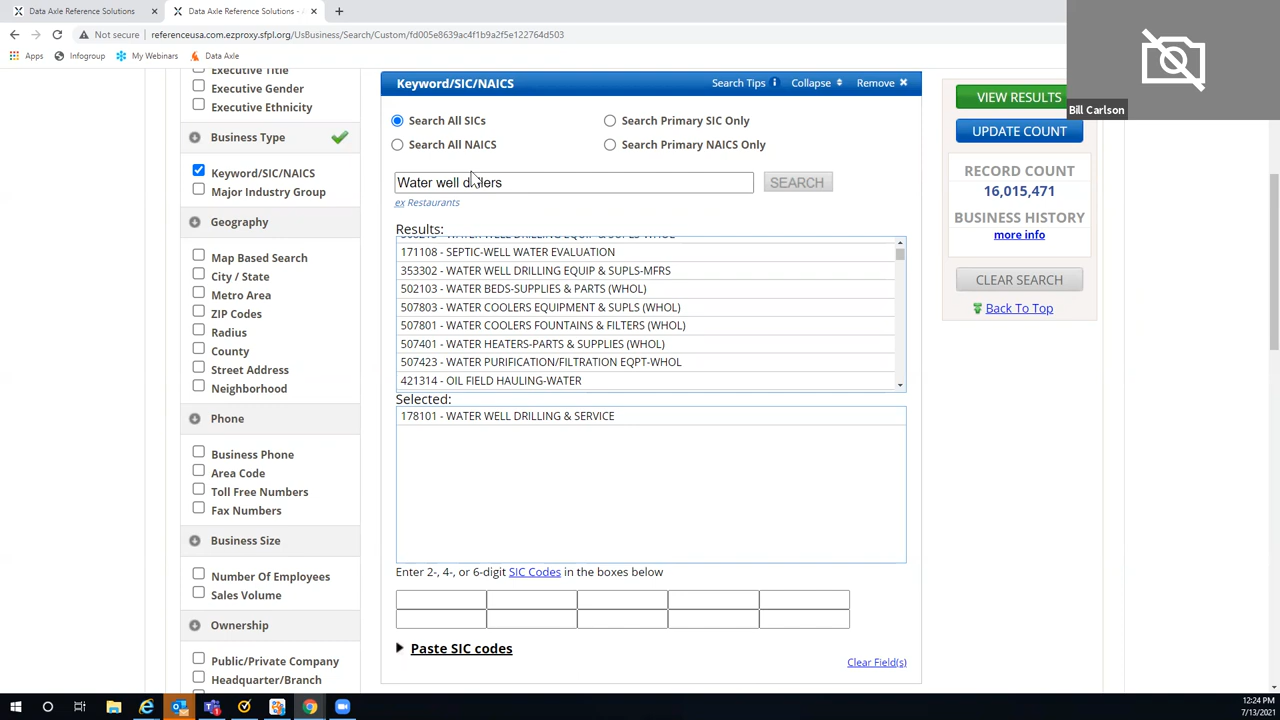 Data Axle Reference Solutions
Data Axle Reference Solutions -
Not secure
referenceusa.com.ezproxy.sfpl.org/UsBusiness/Search/Custom/fd005e8639ac4f1b9a2f5e122764d503
Apps
Infogroup
My Webinars
Data Axle
Bill Carlson
Executive Title
Executive Gender
Executive Ethnicity
Business Type
Keyword/SIC/NAICS
Major Industry Group
Geography
Map Based Search
City / State
Metro Area
ZIP Codes
Radius
County
Street Address
Neighborhood
Phone
Business Phone
Area Code
Toll Free Numbers
Fax Numbers
Business Size
Number Of Employees
Sales Volume
Ownership
Public/Private Company
Headquarter/Branch
Keyword/SIC/NAICS
Search Tips
Collapse
Remove
Search All SICs
Search Primary SIC Only
Search All NAICS
Search Primary NAICS Only
Water well
SEARCH
ex Restaurants
Results:
171108 - SEPTIC-WELL WATER EVALUATION
353302 - WATER WELL DRILLING EQUIP & SUPLS-MFRS
502103 - WATER BEDS-SUPPLIES & PARTS (WHOL)
507803 - WATER COOLERS EQUIPMENT & SUPLS (WHOL)
507801 - WATER COOLERS FOUNTAINS & FILTERS (WHOL)
507401 - WATER HEATERS-PARTS & SUPPLIES (WHOL)
507423 - WATER PURIFICATION/FILTRATION EQPT-WHOL
421314 - OIL FIELD HAULING-WATER
Selected:
178101 - WATER WELL DRILLING & SERVICE
Enter 2-, 4-, or 6-digit SIC Codes in the boxes below
Paste SIC codes
Clear Field(s)
VIEW RESULTS
UPDATE COUNT
RECORD COUNT
16,015,471
BUSINESS HISTORY
more info
CLEAR SEARCH
Back To Top
12:24 PM
7/13/2021